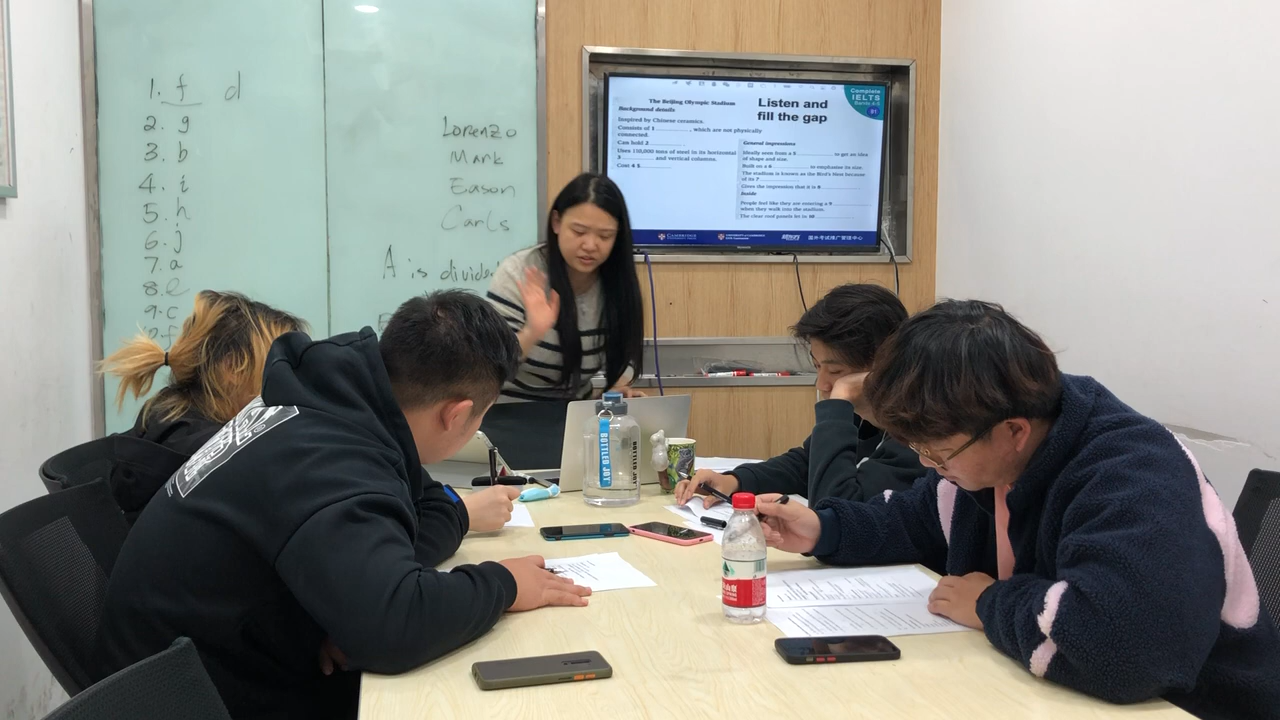 1. f d
2. g
3. b
4. i
5. h
6. j
7. a
8. e
9. c
Lorenzo
Mark
Eason
Carls
A is divide
The Beijing Olympic Stadium
Background details
Inspired by Chinese ceramics.
Consists of 1 ............, which are not physically
connected.
Can hold 2 ............
Uses 110,000 tons of steel in its horizontal
3 ............ and vertical columns.
Cost 4 $ ............
Listen and
fill the gap
Complete
IELTS
General impressions
Ideally seen from a 5 ............ to get an idea
of shape and size.
Built on a 6 ............ to emphasise its size.
The stadium is known as the Bird's Nest because
of its 7 ............
Gives the impression that it is 8 ............
Inside
People feel like they are entering a 9 ............
when they walk into the stadium.
The clear roof panels let in 10 ............
CAMBRIDGE
BOTTLED JOY
BOTTLED JOY